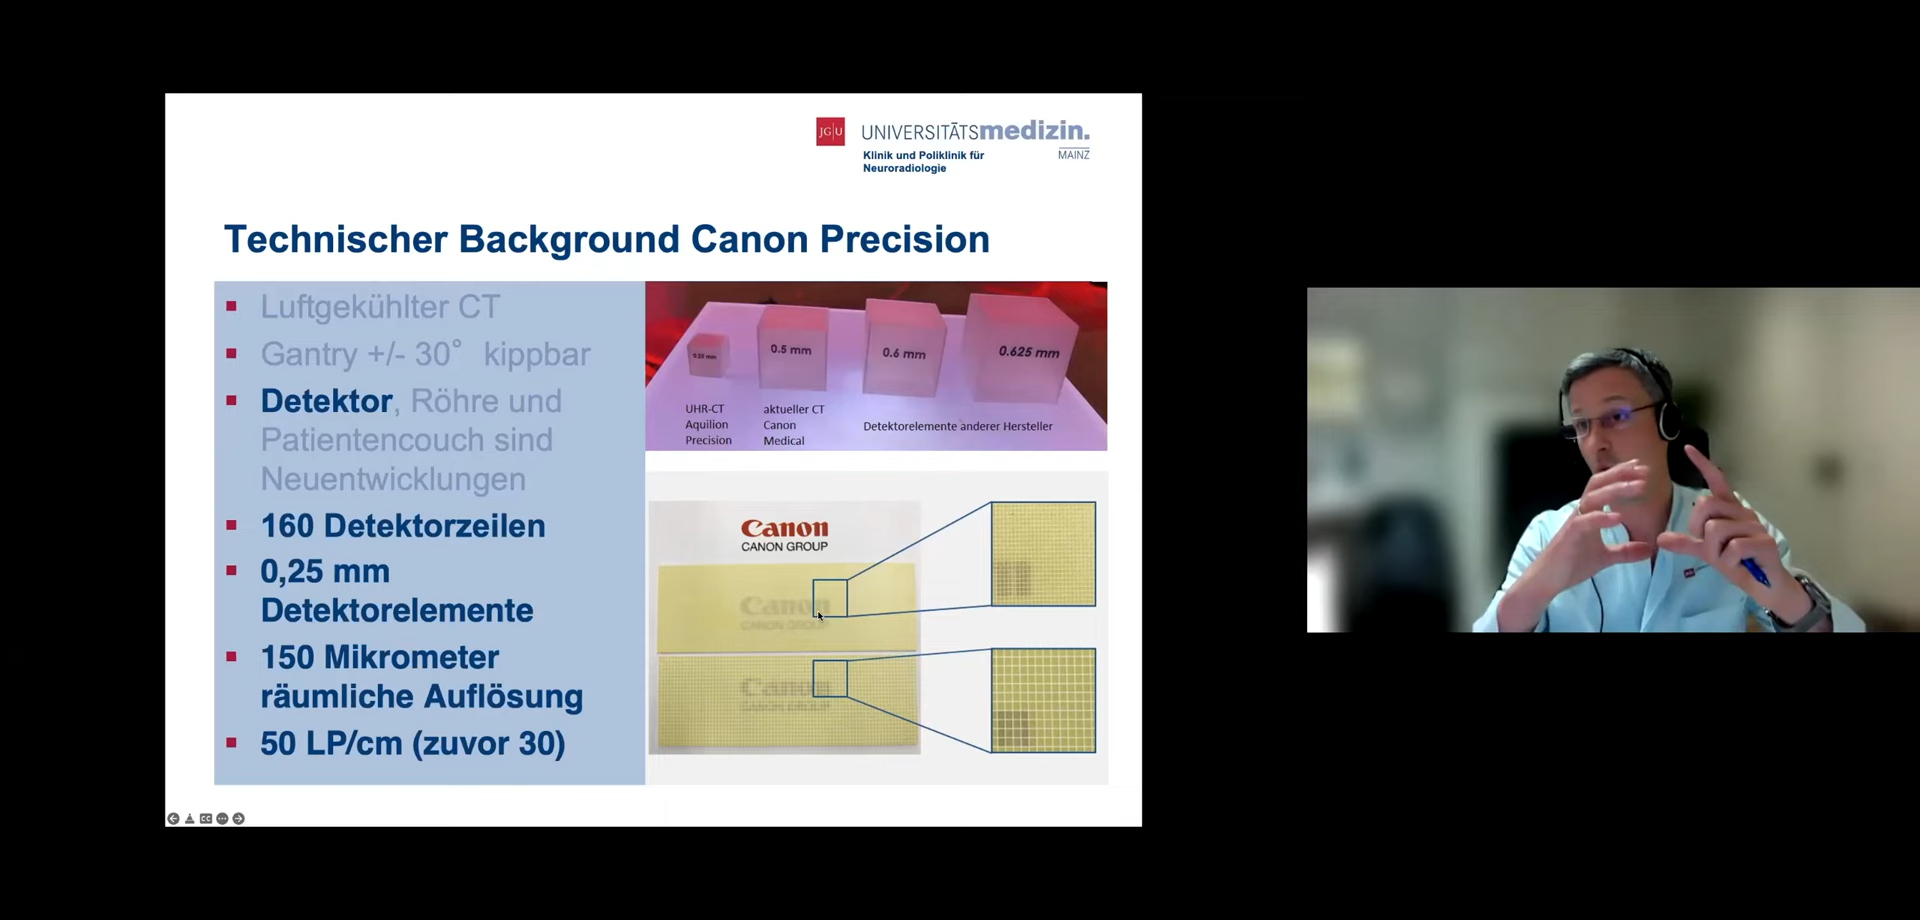 JG|U UNIVERSITÄTSmedizin.
MAINZ
Klinik und Poliklinik für
Neuroradiologie
Technischer Background Canon Precision
Luftgekühlter CT
Gantry +/- 30° kippbar
Detektor, Röhre und
Patientencouch sind
Neuentwicklungen
160 Detektorzeilen
0,25 mm
Detektorelemente
150 Mikrometer
räumliche Auflösung
50 LP/cm (zuvor 30)
0.25 mm
0.5 mm
0.6 mm
0.625 mm
UHR-CT
Aquilion
Precision
aktueller CT
Canon
Medical
Detektorelemente anderer Hersteller
Canon
CANON GROUP
Canon
CANON GROUP
Canon
CANON GROUP
CC